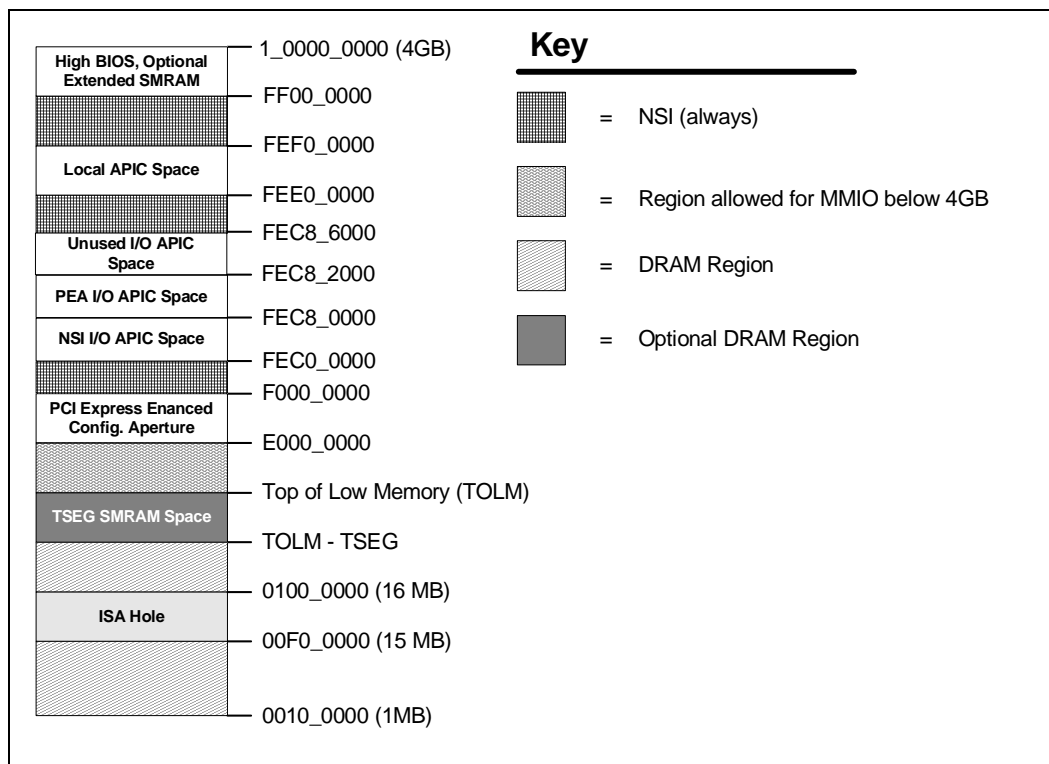 High BIOS, Optional
Extended SMRAM
Local APIC Space
Unused I/O APIC
Space
PEA I/O APIC Space
NSI I/O APIC Space
PCI Express Enanced
Config. Aperture
TSEG SMRAM Space
ISA Hole
1_0000_0000 (4GB)
FF00_0000
FEF0_0000
FEE0_0000
FEC8_6000
FEC8_2000
FEC8_0000
FEC0_0000
F000_0000
E000_0000
Top of Low Memory (TOLM)
TOLM - TSEG
0100_0000 (16 MB)
00F0_0000 (15 MB)
0010_0000 (1MB)
Key
= NSI (always)
= Region allowed for MMIO below 4GB
= DRAM Region
= Optional DRAM Region